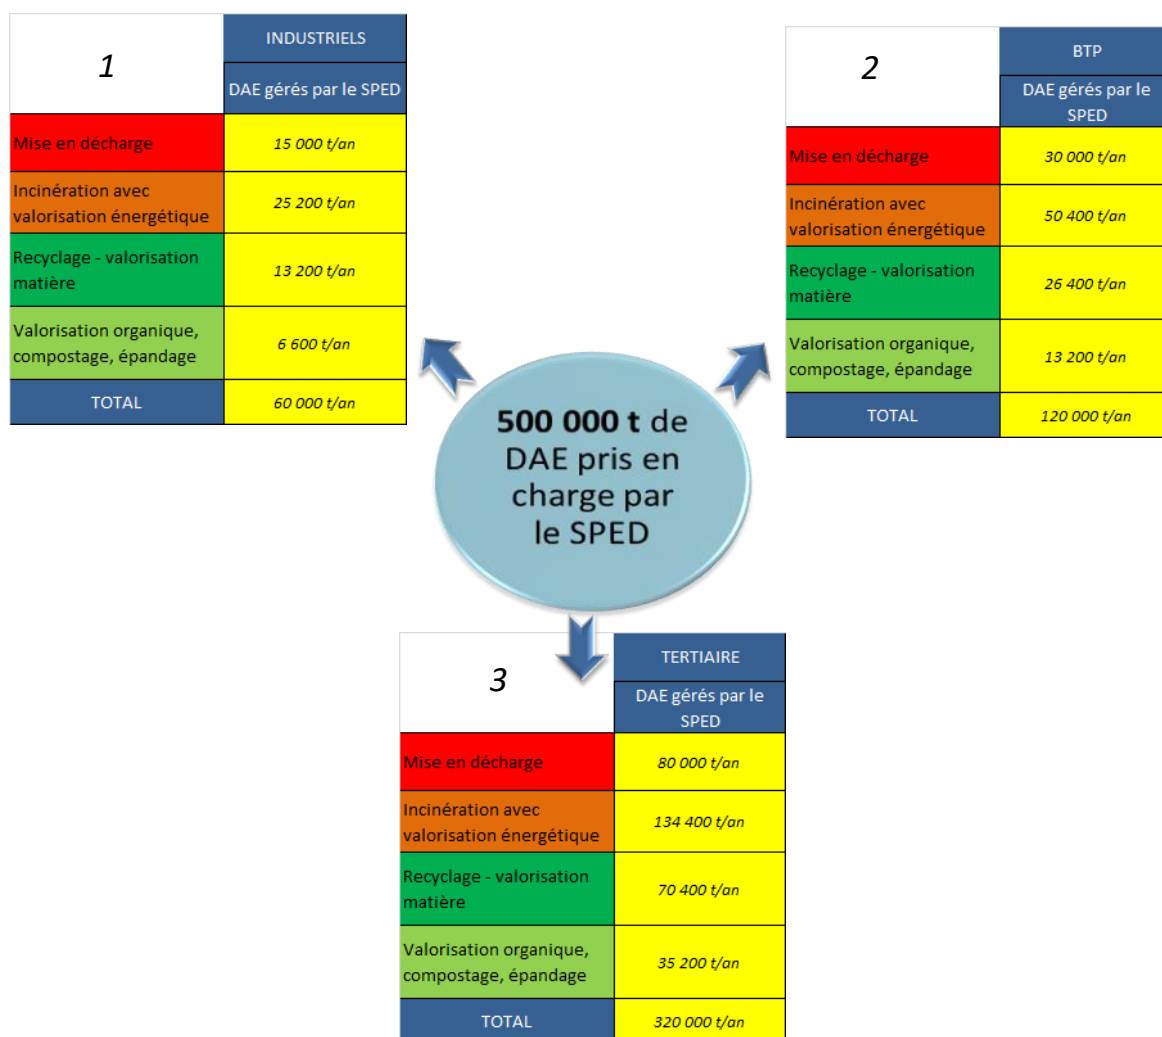 1
INDUSTRIELS
DAE gérés par le SPED
Mise en décharge
15 000 t/an
Incinération avec
valorisation énergétique
25 200 t/an
Recyclage - valorisation
matière
13 200 t/an
Valorisation organique,
compostage, épandage
6 600 t/an
TOTAL
60 000 t/an
2
BTP
DAE gérés par le
SPED
Mise en décharge
30 000 t/an
Incinération avec
valorisation énergétique
50 400 t/an
Recyclage - valorisation
matière
26 400 t/an
Valorisation organique,
compostage, épandage
13 200 t/an
TOTAL
120 000 t/an
500 000 t de
DAE pris en
charge par
le SPED
3
TERTIAIRE
DAE gérés par le
SPED
Mise en décharge
80 000 t/an
Incinération avec
valorisation énergétique
134 400 t/an
Recyclage - valorisation
matière
70 400 t/an
Valorisation organique,
compostage, épandage
35 200 t/an
TOTAL
320 000 t/an